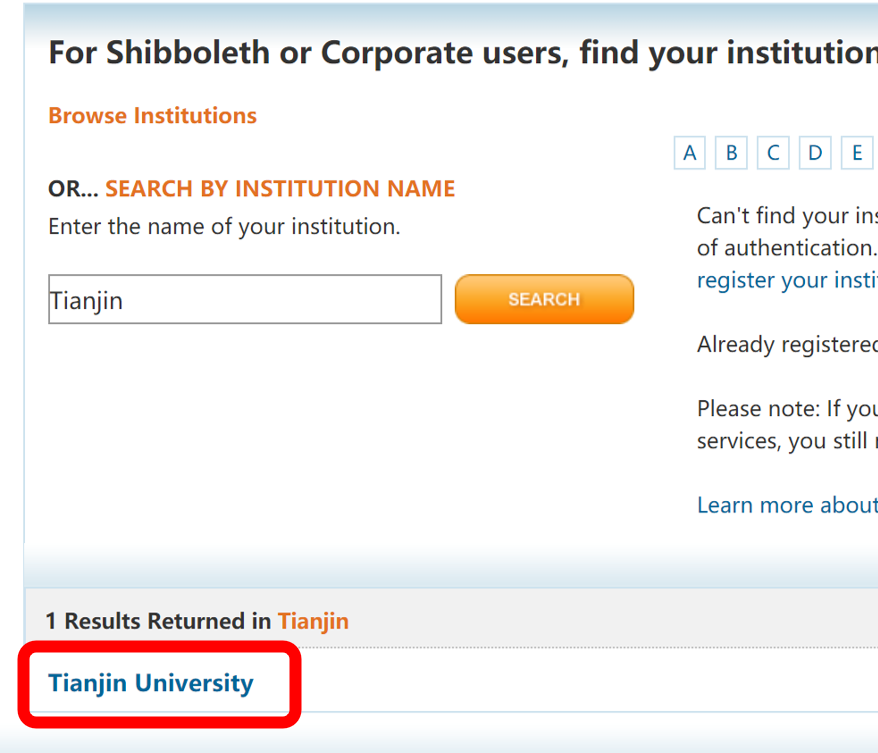 For Shibboleth or Corporate users, find your institution
Browse Institutions
OR... SEARCH BY INSTITUTION NAME
Enter the name of your institution.
Tianjin
SEARCH
A B C D E
Can't find your
of authentication.
register your
Already registered
Please note: If you
services, you still
Learn more about
1 Results Returned in Tianjin
Tianjin University